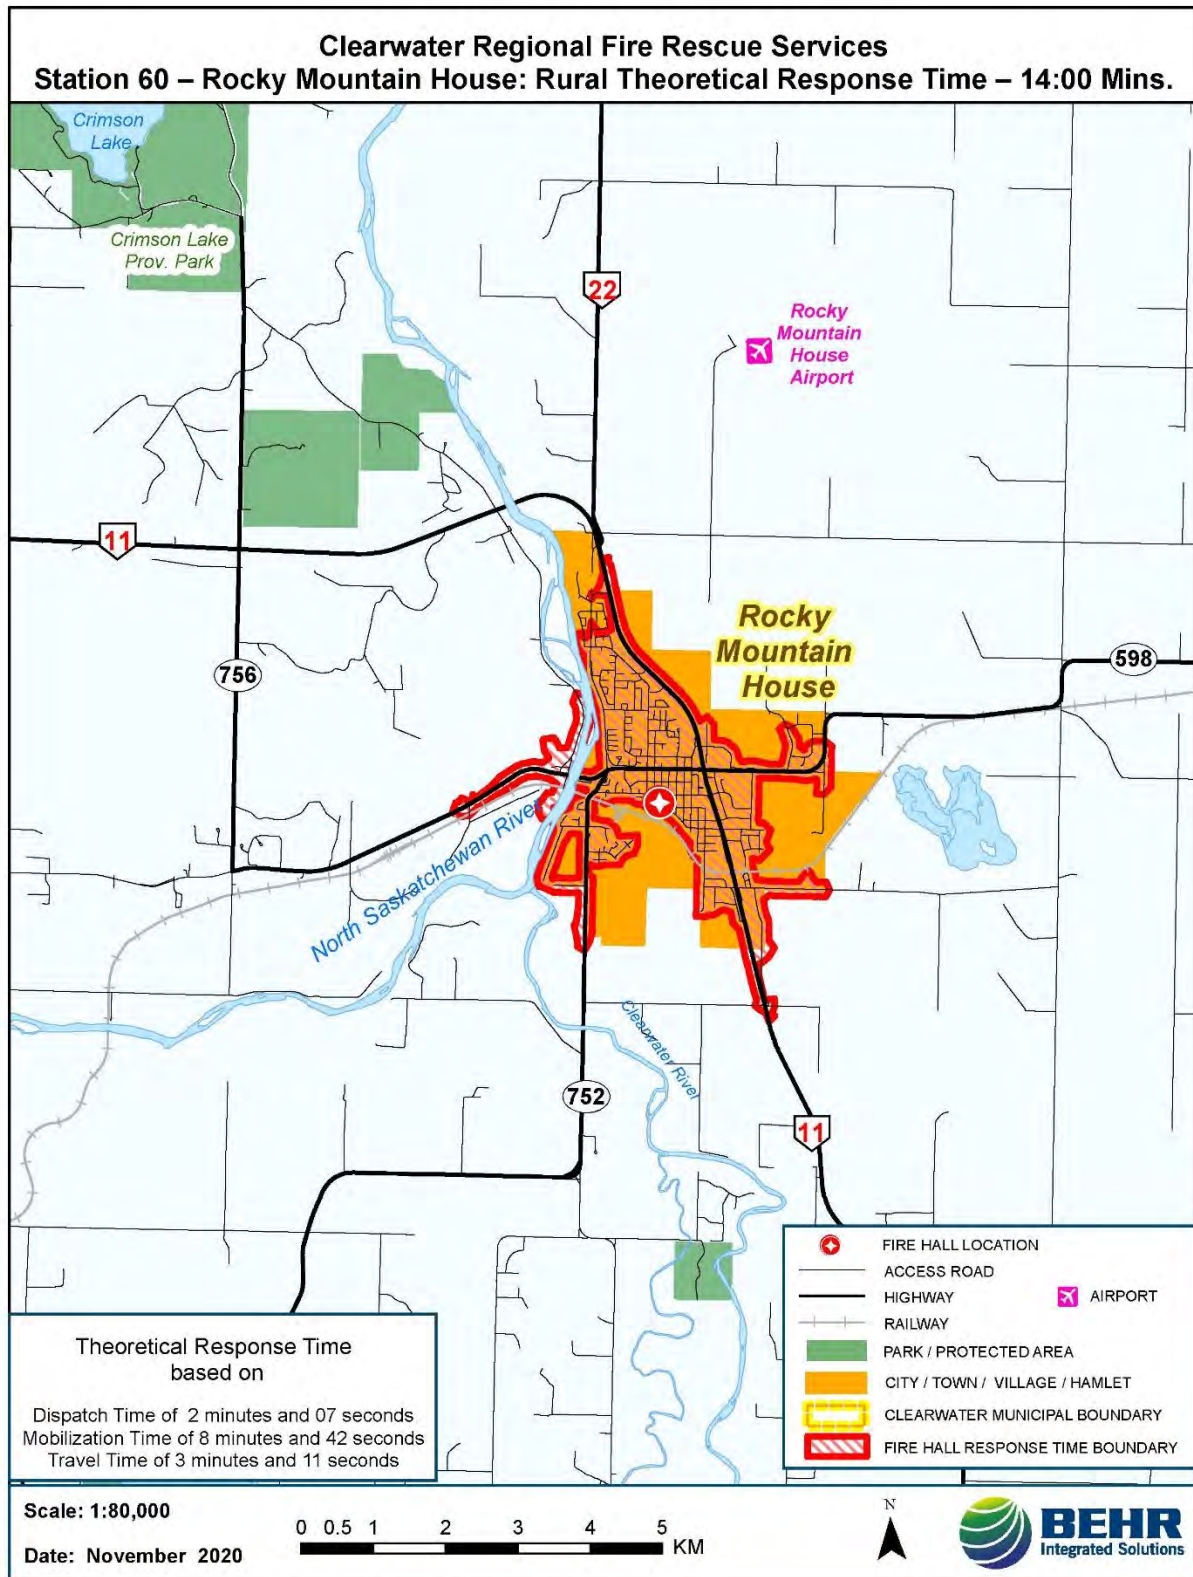 Clearwater Regional Fire Rescue Services
Station 60 – Rocky Mountain House: Rural Theoretical Response Time – 14:00 Mins.
Crimson
Lake
Crimson Lake
Prov. Park
22
Rocky
Mountain
House
Airport
11
Rocky
Mountain
House
598
756
North Saskatchewan River
Clearwater River
752
11
FIRE HALL LOCATION
ACCESS ROAD
HIGHWAY
AIRPORT
RAILWAY
PARK / PROTECTED AREA
CITY / TOWN / VILLAGE / HAMLET
CLEARWATER MUNICIPAL BOUNDARY
FIRE HALL RESPONSE TIME BOUNDARY
Theoretical Response Time
based on
Dispatch Time of 2 minutes and 07 seconds
Mobilization Time of 8 minutes and 42 seconds
Travel Time of 3 minutes and 11 seconds
Scale: 1:80,000
Date: November 2020
0 0.5 1 2 3 4 5
KM
N
BEHR
Integrated Solutions